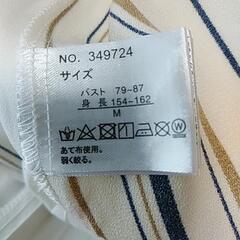 NO. 349724
サイズ
バスト 79~87
身 長 154~162
M
あて布使用。
弱く絞る。